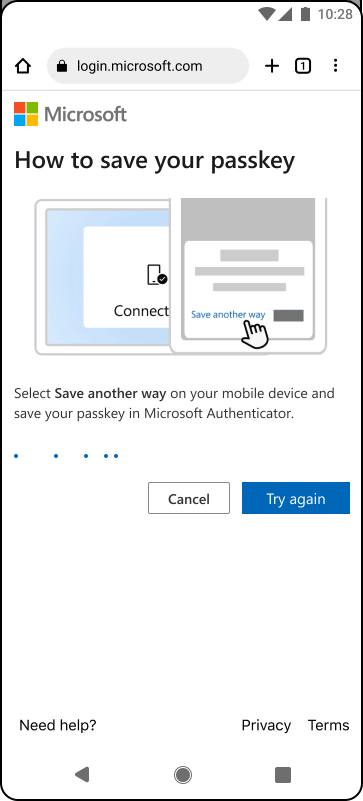 10:28
login.microsoft.com
1
Microsoft
How to save your passkey
Connect
Save another way
Select Save another way on your mobile device and
save your passkey in Microsoft Authenticator.
Cancel
Try again
Need help?
Privacy
Terms